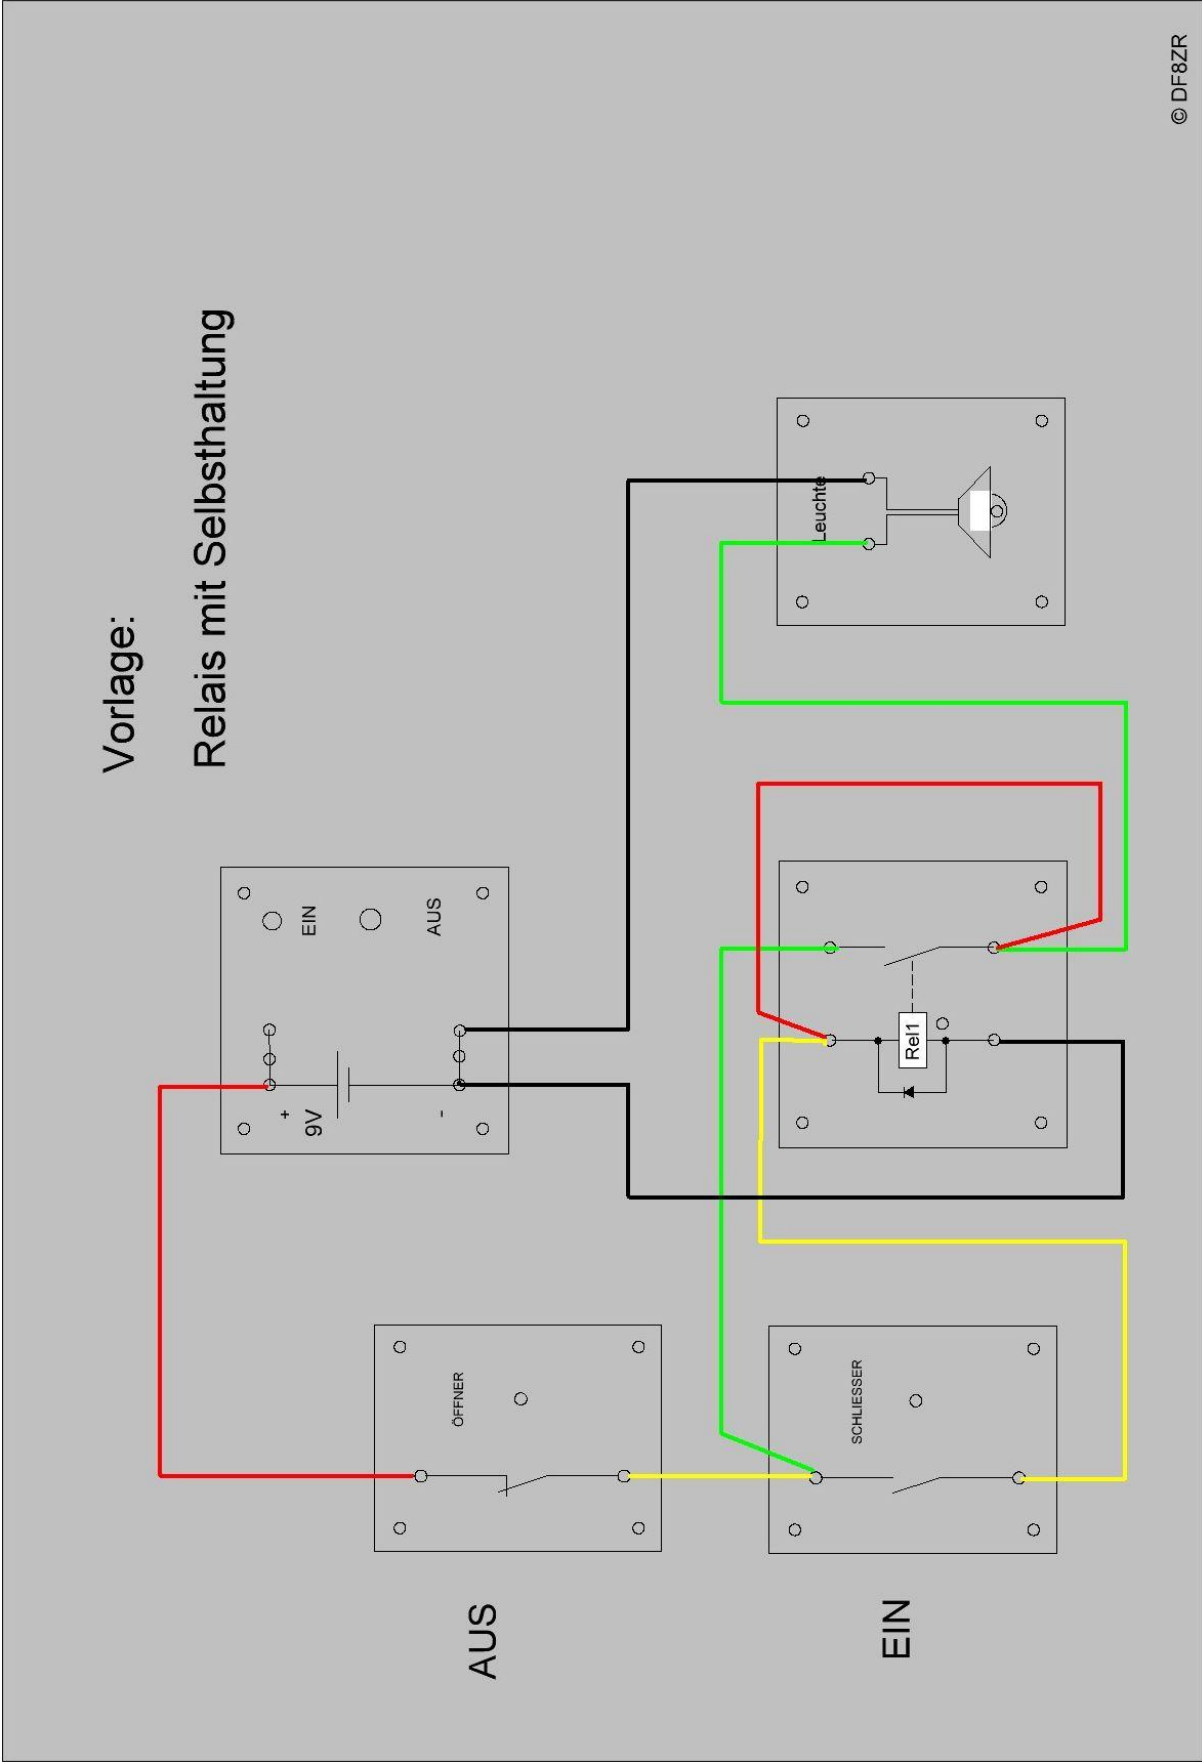 Vorlage:
Relais mit Selbsthaltung
EIN
AUS
+
9V
-
ÖFFNER
AUS
SCHLIESSER
EIN
Rel1
Leuchte
© DF8ZR